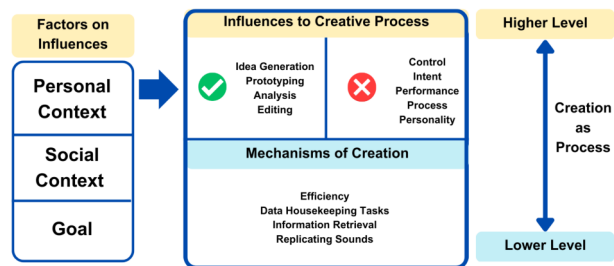 Factors on
Influences
Personal
Context
Social
Context
Goal
Influences to Creative Process
Idea Generation
Prototyping
Analysis
Editing
Control
Intent
Performance
Process
Personality
Mechanisms of Creation
Efficiency
Data Housekeeping Tasks
Information Retrieval
Replicating Sounds
Higher Level
Creation
as
Process
Lower Level